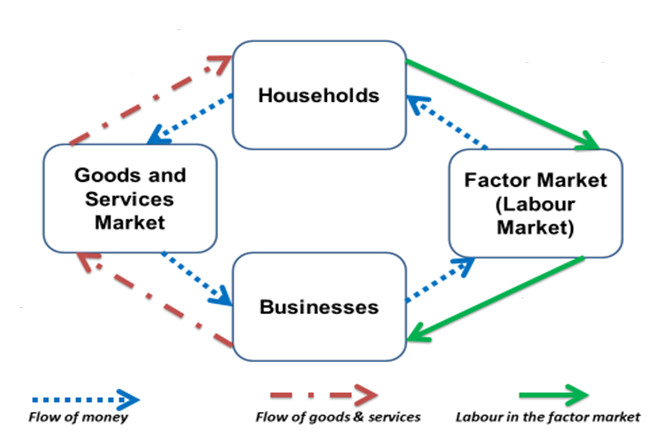 Households
Goods and
Services
Market
Factor Market
(Labour
Market)
Businesses
Flow of money
Flow of goods & services
Labour in the factor market